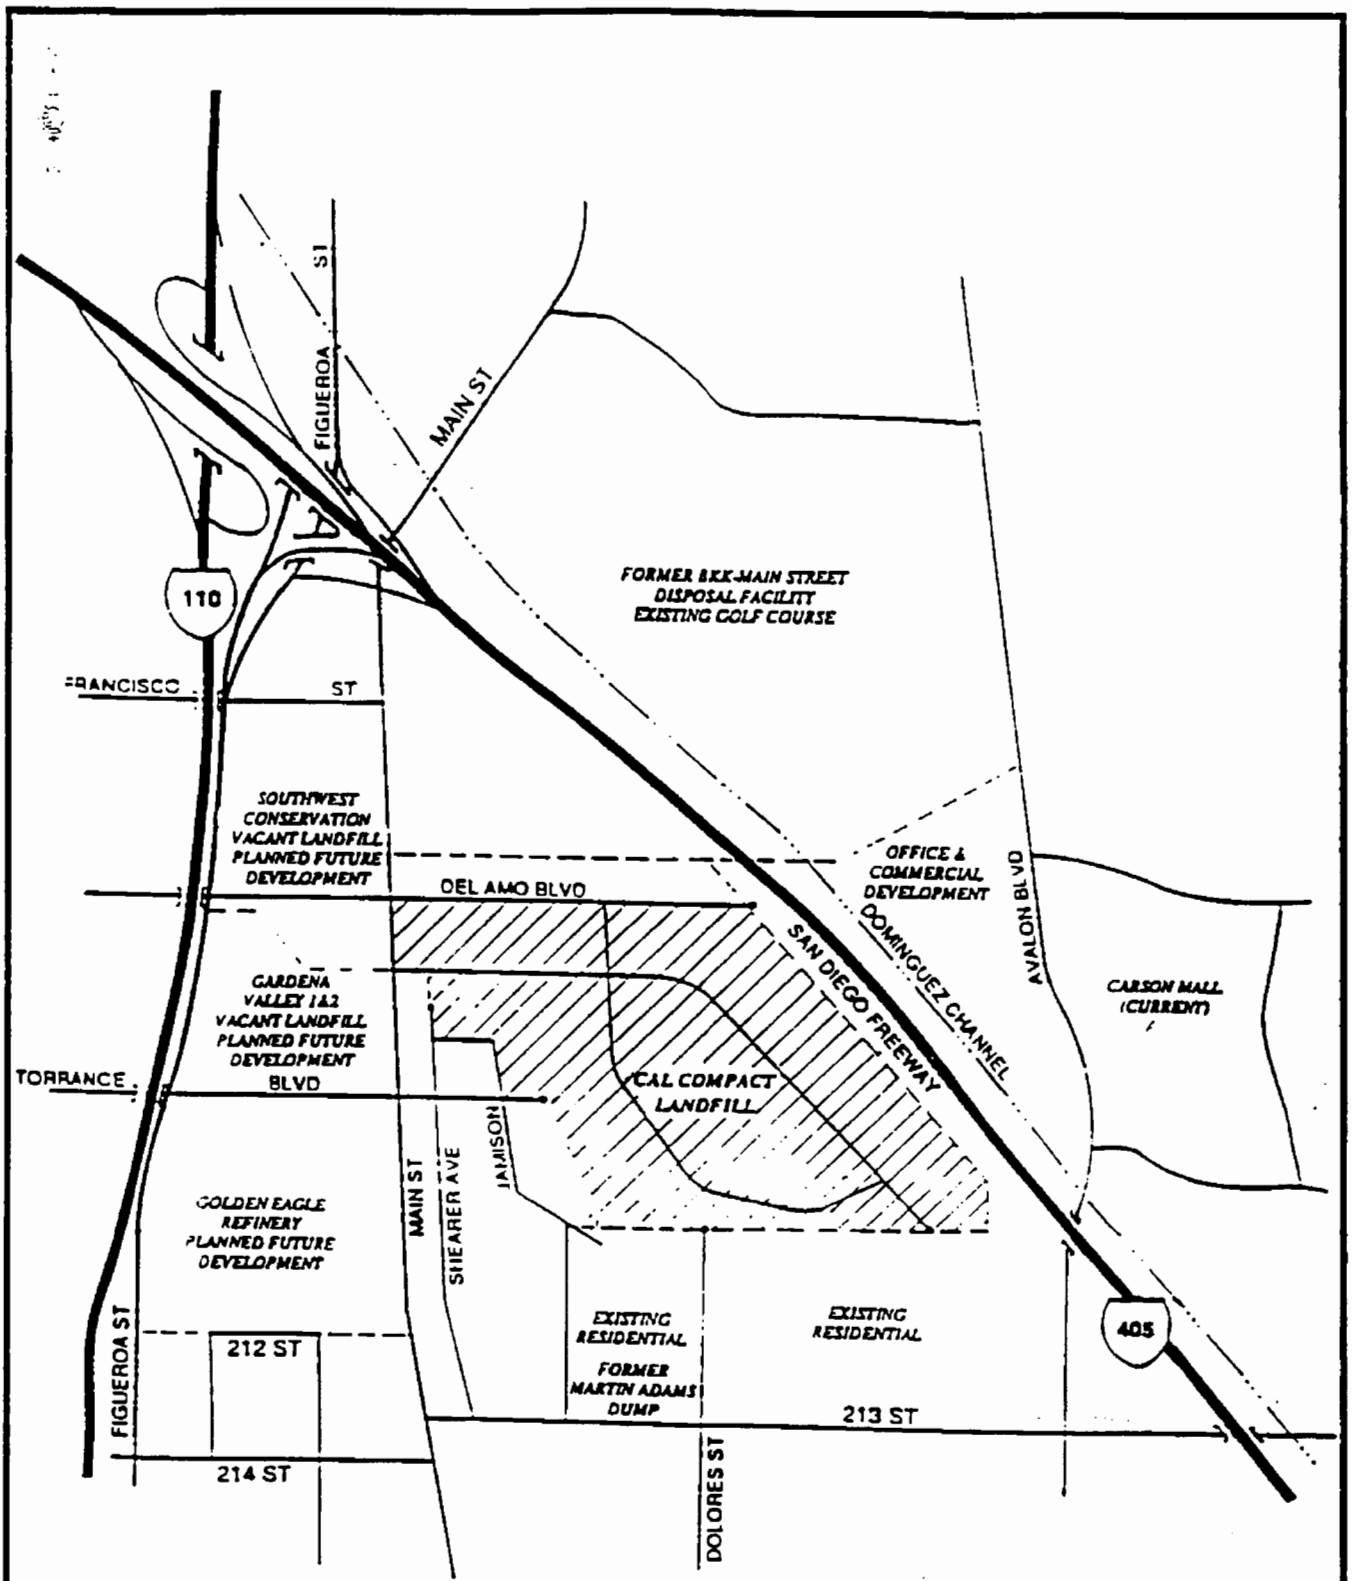 FIGUEROA ST
MAIN ST
110
FORMER BKK-MAIN STREET
DISPOSAL FACILITY
EXISTING GOLF COURSE
FRANCISCO ST
SOUTHWEST
CONSERVATION
VACANT LANDFILL
PLANNED FUTURE
DEVELOPMENT
DEL AMO BLVD
OFFICE &
COMMERCIAL
DEVELOPMENT
AVALON BLVD
DOMINGUEZ CHANNEL
SAN DIEGO FREEWAY
CARSON MALL
(CURRENT)
GARDENA
VALLEY 1&2
VACANT LANDFILL
PLANNED FUTURE
DEVELOPMENT
TORRANCE BLVD
CAL COMPACT
LANDFILL
JAMISON
MAIN ST
SHEARER AVE
GOLDEN EAGLE
REFINERY
PLANNED FUTURE
DEVELOPMENT
EXISTING
RESIDENTIAL
FORMER
MARTIN ADAMS
DUMP
EXISTING
RESIDENTIAL
405
FIGUEROA ST
212 ST
213 ST
214 ST
DOLORES ST